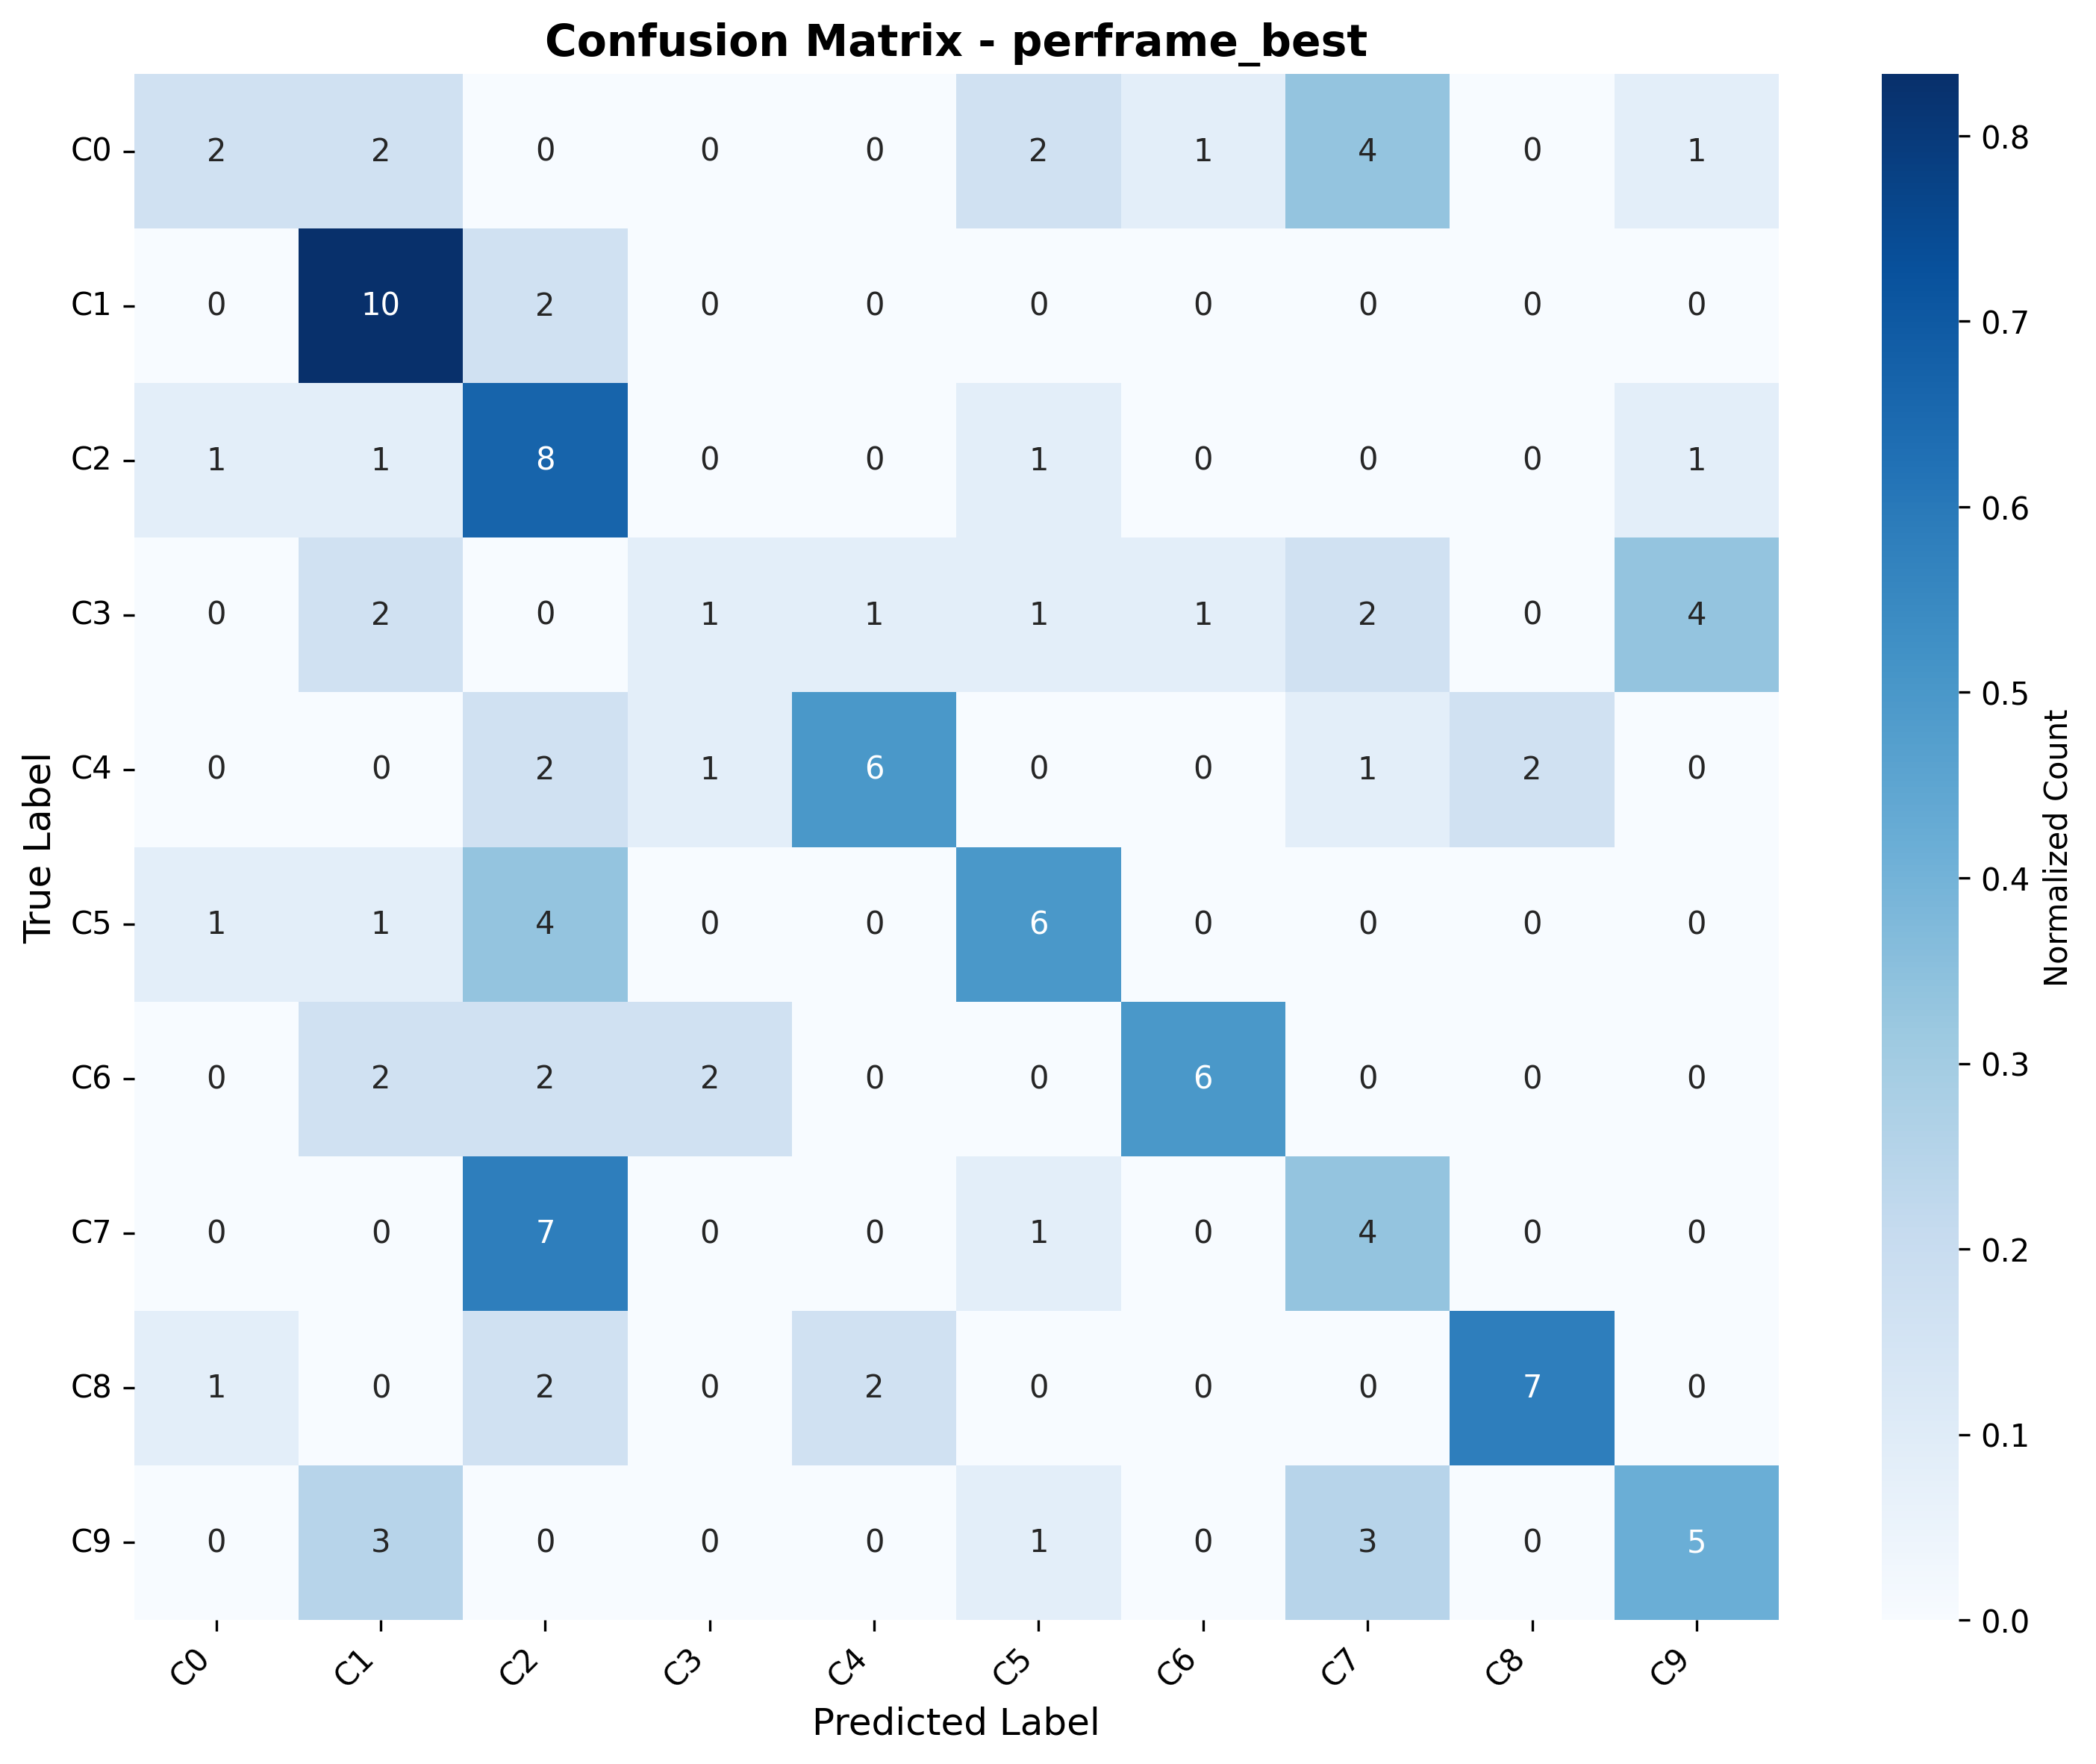 Confusion Matrix - perframe_best
C0 2 2 0 0 0 2 1 4 0 1
C1 0 10 2 0 0 0 0 0 0 0
C2 1 1 8 0 0 1 0 0 0 1
C3 0 2 0 1 1 1 1 2 0 4
C4 0 0 2 1 6 0 0 1 2 0
C5 1 1 4 0 0 6 0 0 0 0
C6 0 2 2 2 0 0 6 0 0 0
C7 0 0 7 0 0 1 0 4 0 0
C8 1 0 2 0 2 0 0 0 7 0
C9 0 3 0 0 0 1 0 3 0 5
C0 C1 C2 C3 C4 C5 C6 C7 C8 C9
Predicted Label
True Label
0.8
0.7
0.6
0.5
0.4
0.3
0.2
0.1
0.0
Normalized Count